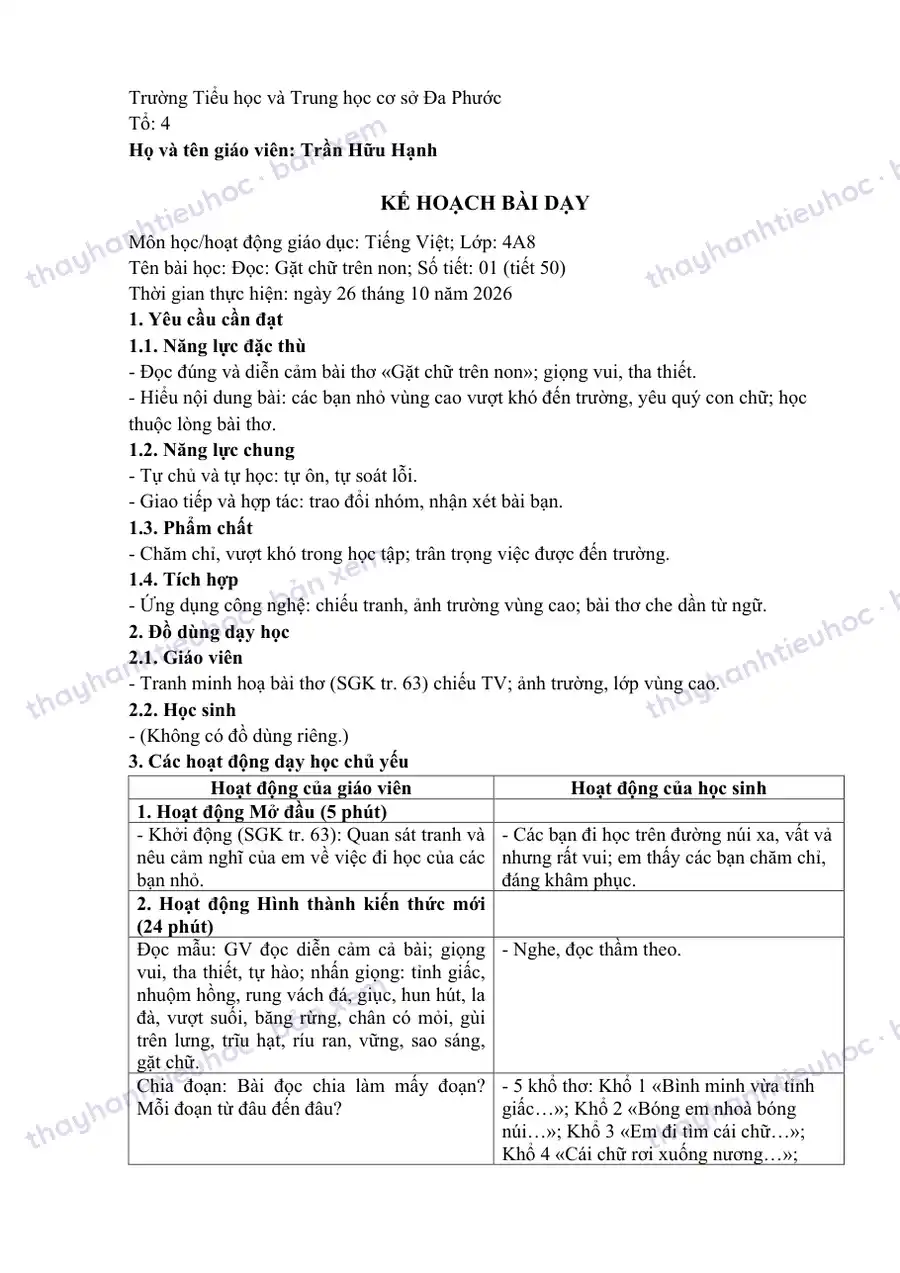 Trường Tiểu học và Trung học cơ sở Đa Phước
Tổ: 4
Họ và tên giáo viên: Trần Hữu Hạnh
KẾ HOẠCH BÀI DẠY
Môn học/hoạt động giáo dục: Tiếng Việt; Lớp: 4A8
Tên bài học: Đọc: Gặt chữ trên non; Số tiết: 01 (tiết 50)
Thời gian thực hiện: ngày 26 tháng 10 năm 2026
1. Yêu cầu cần đạt
1.1. Năng lực đặc thù
- Đọc đúng và diễn cảm bài thơ «Gặt chữ trên non»; giọng vui, tha thiết.
- Hiểu nội dung bài: các bạn nhỏ vùng cao vượt khó đến trường, yêu quý con chữ; học
thuộc lòng bài thơ.
1.2. Năng lực chung
- Tự chủ và tự học: tự ôn, tự soát lỗi.
- Giao tiếp và hợp tác: trao đổi nhóm, nhận xét bài bạn.
1.3. Phẩm chất
- Chăm chỉ, vượt khó trong học tập; trân trọng việc được đến trường.
1.4. Tích hợp
- Ứng dụng công nghệ: chiếu tranh, ảnh trường vùng cao; bài thơ che dần từ ngữ.
2. Đồ dùng dạy học
2.1. Giáo viên
- Tranh minh hoạ bài thơ (SGK tr. 63) chiếu TV; ảnh trường, lớp vùng cao.
2.2. Học sinh
- (Không có đồ dùng riêng.)
3. Các hoạt động dạy học chủ yếu
Hoạt động của giáo viên
Hoạt động của học sinh
1. Hoạt động Mở đầu (5 phút)
- Khởi động (SGK tr. 63): Quan sát tranh và
nêu cảm nghĩ của em về việc đi học của các
bạn nhỏ.
- Các bạn đi học trên đường núi xa, vất vả
nhưng rất vui; em thấy các bạn chăm chỉ,
đáng khâm phục.
2. Hoạt động Hình thành kiến thức mới
(24 phút)
Đọc mẫu: GV đọc diễn cảm cả bài; giọng
vui, tha thiết, tự hào; nhấn giọng: tỉnh giấc,
nhuộm hồng, rung vách đá, giục, hun hút, la
đà, vượt suối, băng rừng, chân có mỏi, gùi
trên lưng, trĩu hạt, ríu ran, vững, sao sáng,
gặt chữ.
- Nghe, đọc thầm theo.
Chia đoạn: Bài đọc chia làm mấy đoạn?
Mỗi đoạn từ đâu đến đâu?
- 5 khổ thơ: Khổ 1 «Bình minh vừa tỉnh
giấc…»; Khổ 2 «Bóng em nhoà bóng
núi…»; Khổ 3 «Em đi tìm cái chữ…»;
Khổ 4 «Cái chữ rơi xuống nương…»;
thayhanhtieuhoc · bản xem
thayhanhtieuhoc · b
thayhanhtieuhoc · bản xem
thayhanhtieuhoc · b
thayhanhtieuhoc · bản xem
thayhanhtieuhoc · b